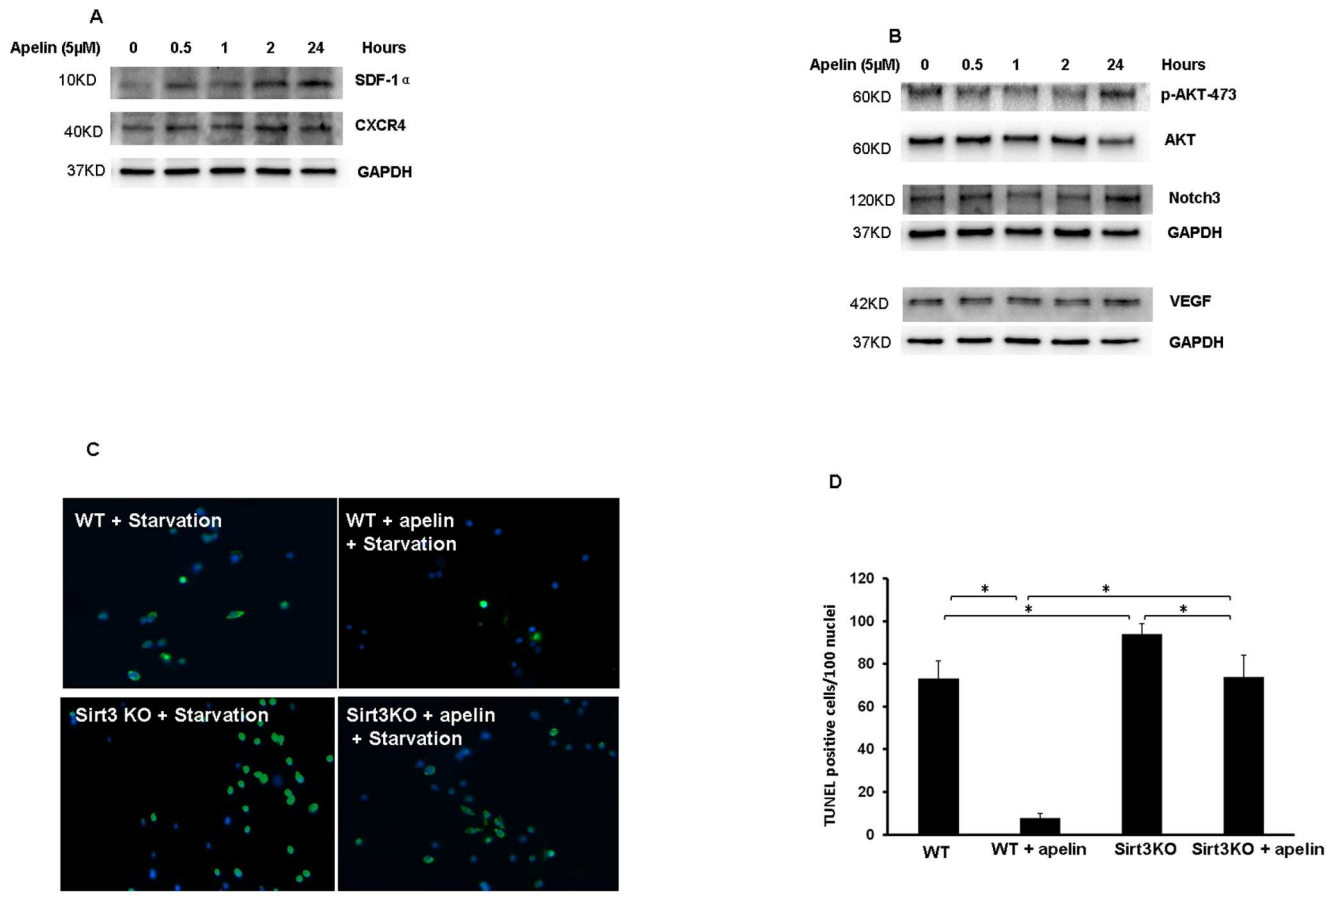 A
Apelin (5µM) 0 0.5 1 2 24 Hours
10KD SDF-1 α
40KD CXCR4
37KD GAPDH
B
Apelin (5µM) 0 0.5 1 2 24 Hours
60KD p-AKT-473
60KD AKT
120KD Notch3
37KD GAPDH
42KD VEGF
37KD GAPDH
C
WT + Starvation
WT + apelin
+ Starvation
Sirt3 KO + Starvation
Sirt3KO + apelin
+ Starvation
D
TUNEL positive cells/100 nuclei
120
100
80
60
40
20
0
* *
* *
WT WT + apelin Sirt3KO Sirt3KO + apelin